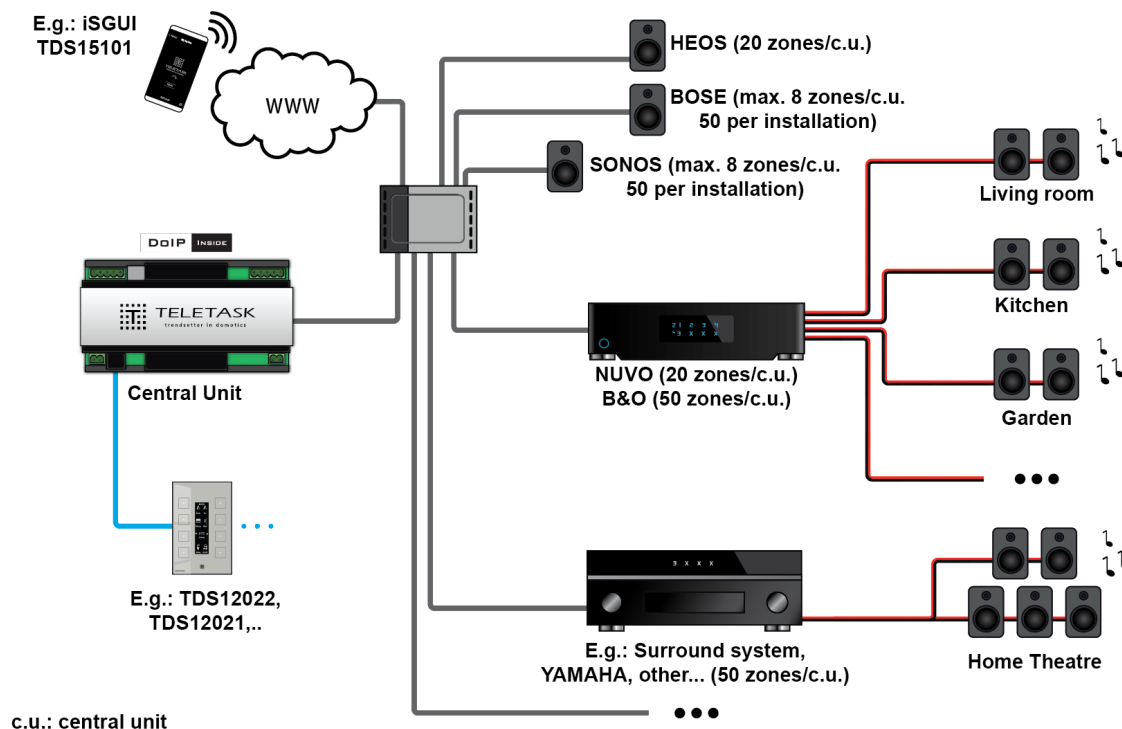 E.g.: iSGUI
TDS15101
TELETASK
WWW
HEOS (20 zones/c.u.)
BOSE (max. 8 zones/c.u.
50 per installation)
SONOS (max. 8 zones/c.u.
50 per installation)
Living room
DoIP INSIDE
TELETASK
trendsetter in domotics
Central Unit
Kitchen
NUVO (20 zones/c.u.)
B&O (50 zones/c.u.)
Garden
E.g.: TDS12022,
TDS12021,..
3 X X X
E.g.: Surround system,
YAMAHA, other... (50 zones/c.u.)
Home Theatre
c.u.: central unit